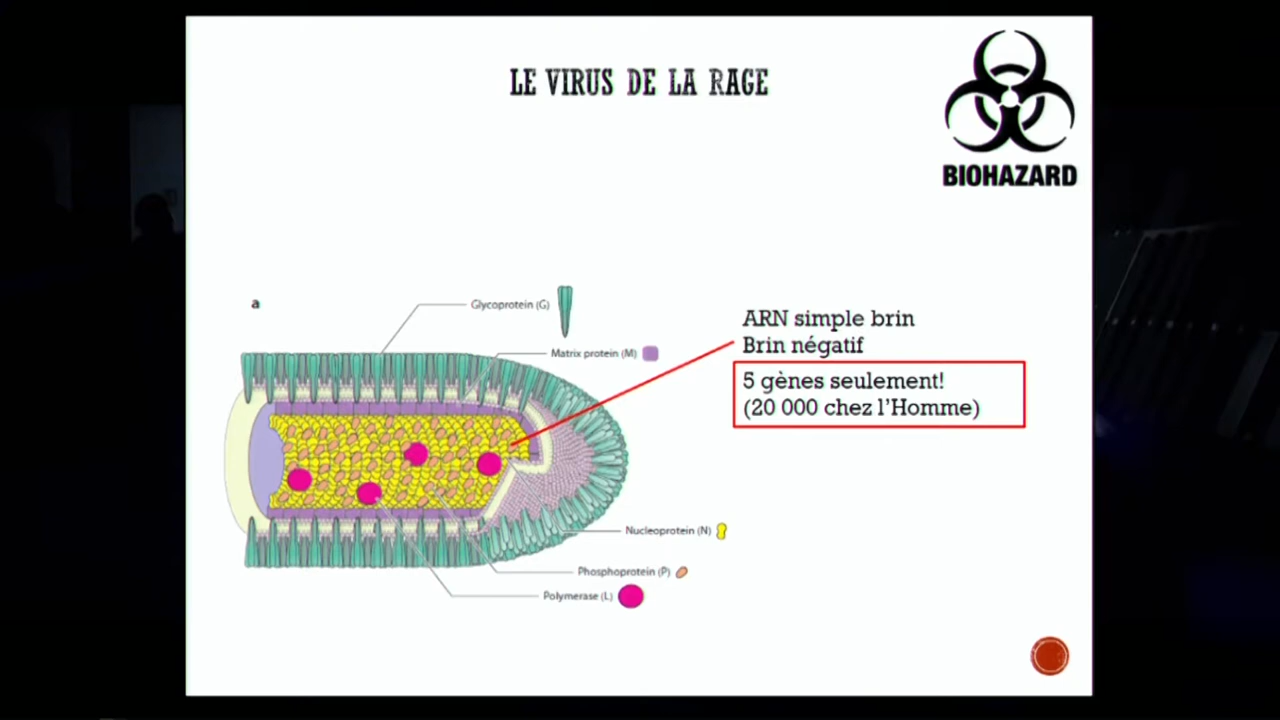 LE VIRUS DE LA RAGE
BIOHAZARD
a
Glycoprotein (G)
Matrix protein (M)
ARN simple brin
Brin négatif
5 gènes seulement!
(20 000 chez l'Homme)
Nucleoprotein (N)
Phosphoprotein (P)
Polymerase (L)